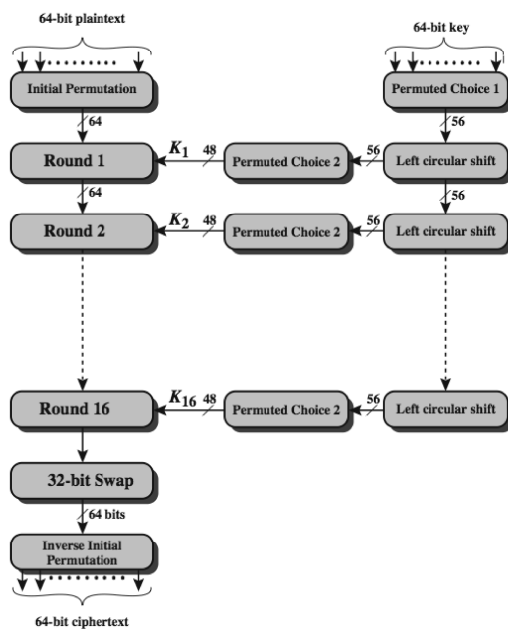 64-bit plaintext
64-bit key
Initial Permutation
Permuted Choice 1
64
56
Round 1
K1
48
Permuted Choice 2
56
Left circular shift
64
56
Round 2
K2
48
Permuted Choice 2
56
Left circular shift
Round 16
K16
48
Permuted Choice 2
56
Left circular shift
32-bit Swap
64 bits
Inverse Initial
Permutation
64-bit ciphertext